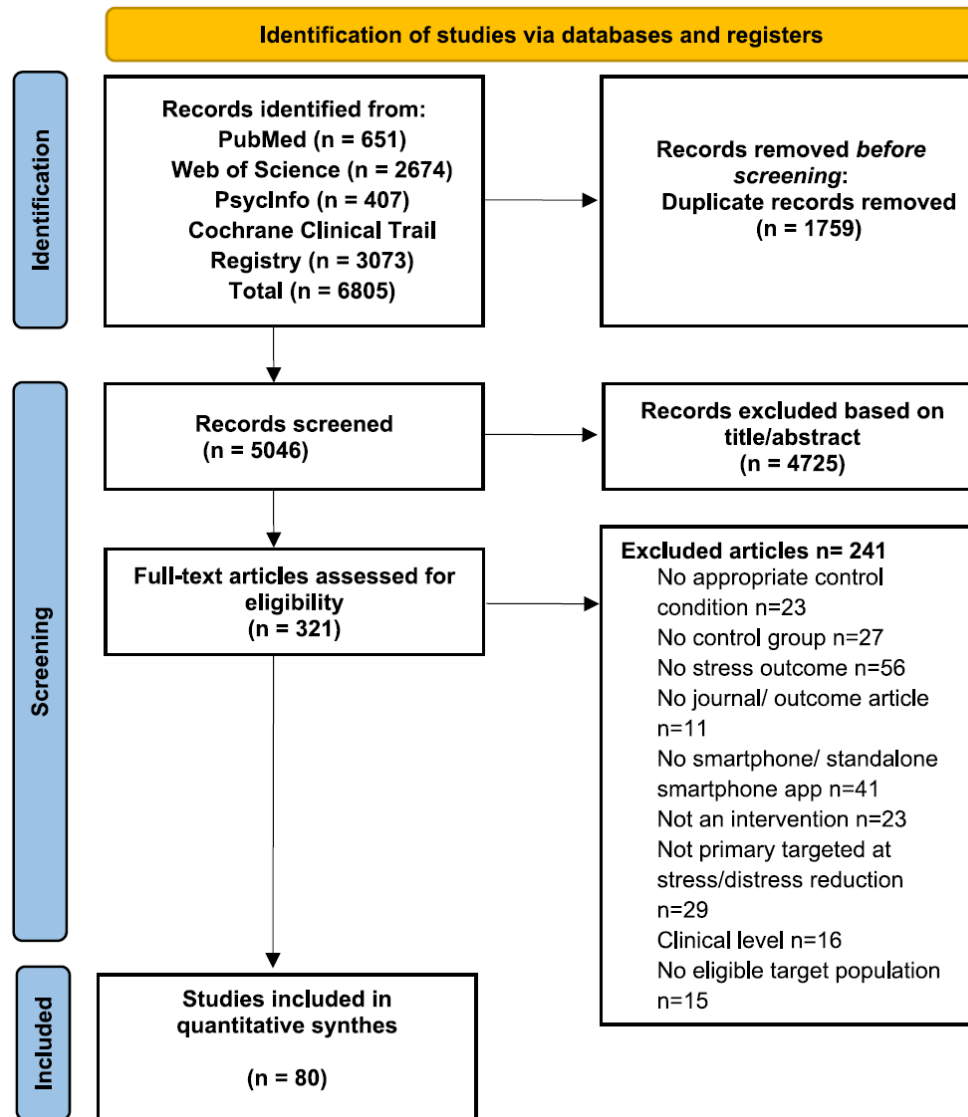 Identification of studies via databases and registers
Identification
Records identified from:
PubMed (n = 651)
Web of Science (n = 2674)
PsycInfo (n = 407)
Cochrane Clinical Trail
Registry (n = 3073)
Total (n = 6805)
Records removed before
screening:
Duplicate records removed
(n = 1759)
Screening
Records screened
(n = 5046)
Records excluded based on
title/abstract
(n = 4725)
Full-text articles assessed for
eligibility
(n = 321)
Excluded articles n= 241
No appropriate control
condition n=23
No control group n=27
No stress outcome n=56
No journal/ outcome article
n=11
No smartphone/ standalone
smartphone app n=41
Not an intervention n=23
Not primary targeted at
stress/distress reduction
n=29
Clinical level n=16
No eligible target population
n=15
Included
Studies included in
quantitative synthes
(n = 80)